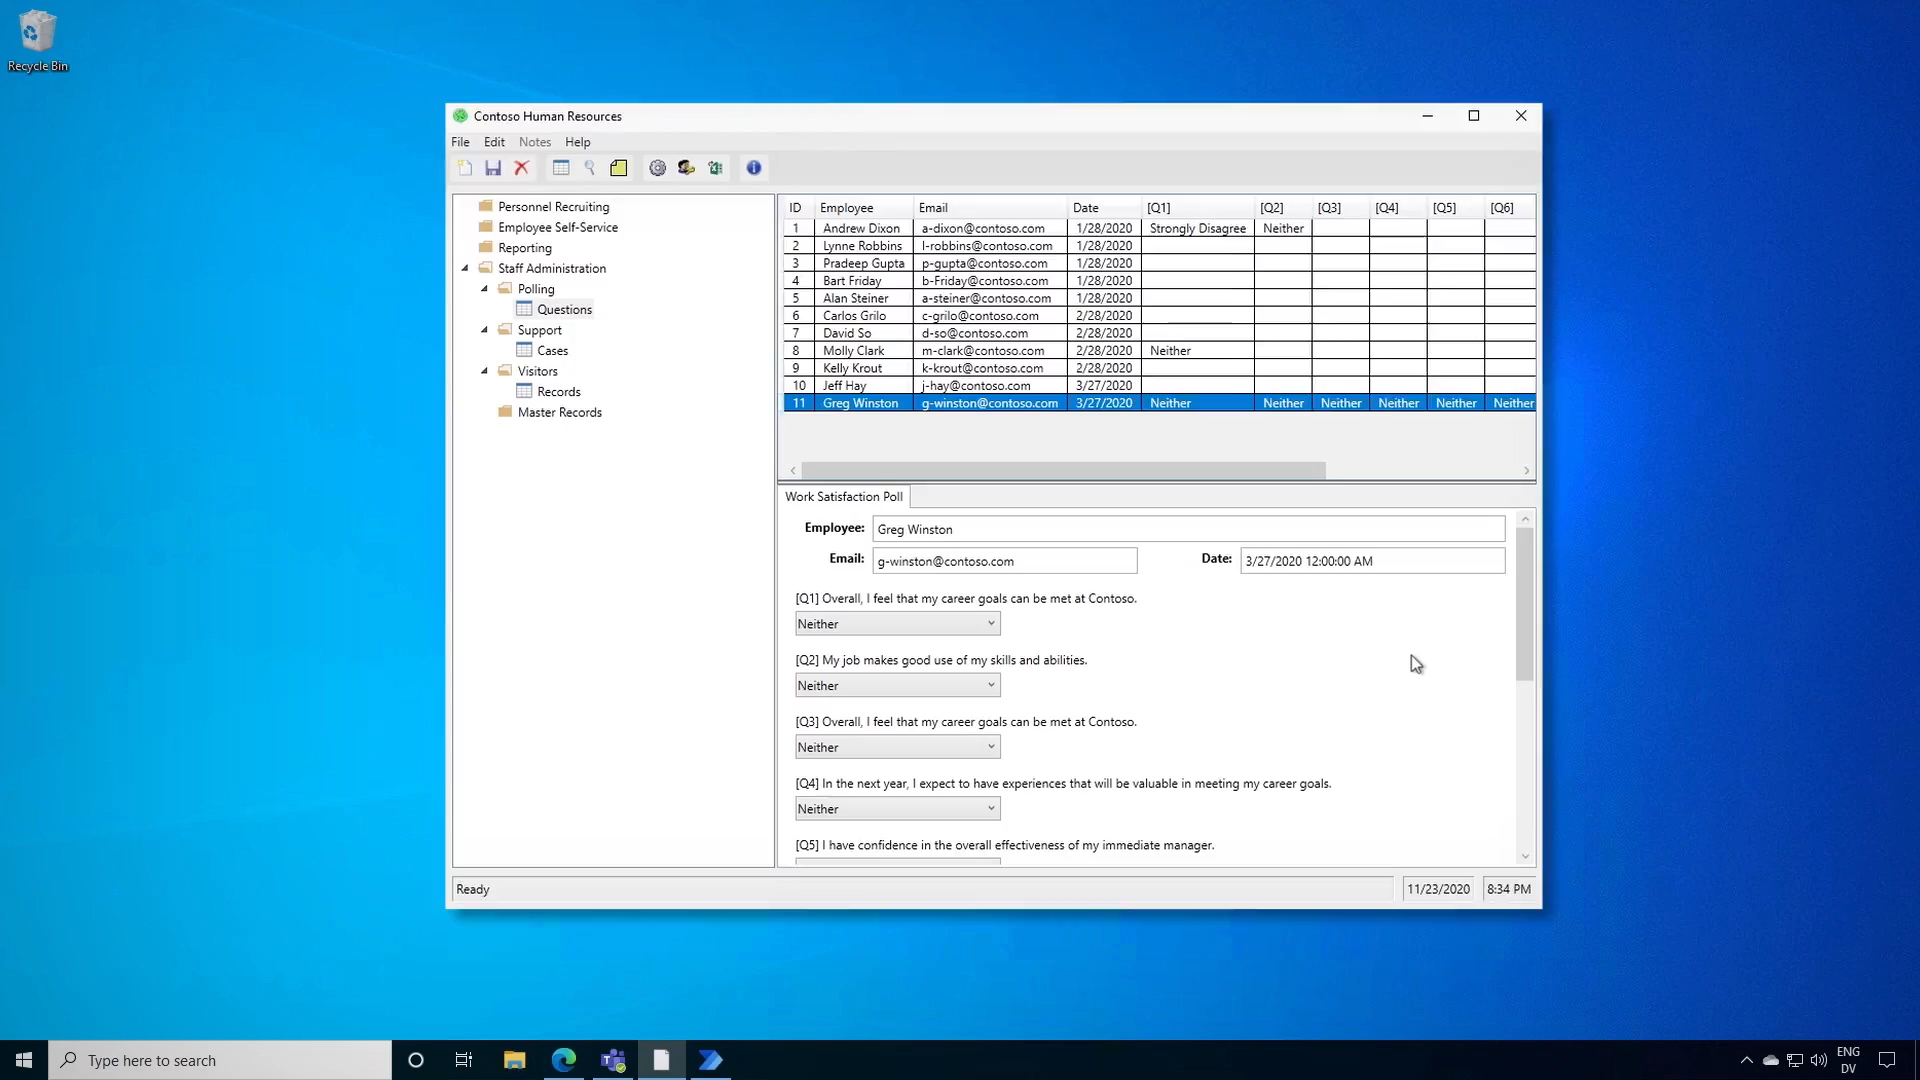 Recycle Bin
Contoso Human Resources
File Edit Notes Help
Personnel Recruiting
Employee Self-Service
Reporting
Staff Administration
Polling
Questions
Support
Cases
Visitors
Records
Master Records
ID Employee Email Date [Q1] [Q2] [Q3] [Q4] [Q5] [Q6]
1 Andrew Dixon a-dixon@contoso.com 1/28/2020 Strongly Disagree Neither
2 Lynne Robbins l-robbins@contoso.com 1/28/2020
3 Pradeep Gupta p-gupta@contoso.com 1/28/2020
4 Bart Friday b-Friday@contoso.com 1/28/2020
5 Alan Steiner a-steiner@contoso.com 1/28/2020
6 Carlos Grilo c-grilo@contoso.com 2/28/2020
7 David So d-so@contoso.com 2/28/2020
8 Molly Clark m-clark@contoso.com 2/28/2020 Neither
9 Kelly Krout k-krout@contoso.com 2/28/2020
10 Jeff Hay j-hay@contoso.com 3/27/2020
11 Greg Winston g-winston@contoso.com 3/27/2020 Neither Neither Neither Neither Neither Neither
Work Satisfaction Poll
Employee: Greg Winston
Email: g-winston@contoso.com Date: 3/27/2020 12:00:00 AM
[Q1] Overall, I feel that my career goals can be met at Contoso.
Neither
[Q2] My job makes good use of my skills and abilities.
Neither
[Q3] Overall, I feel that my career goals can be met at Contoso.
Neither
[Q4] In the next year, I expect to have experiences that will be valuable in meeting my career goals.
Neither
[Q5] I have confidence in the overall effectiveness of my immediate manager.
Ready 11/23/2020 8:34 PM
Type here to search
ENG
DV